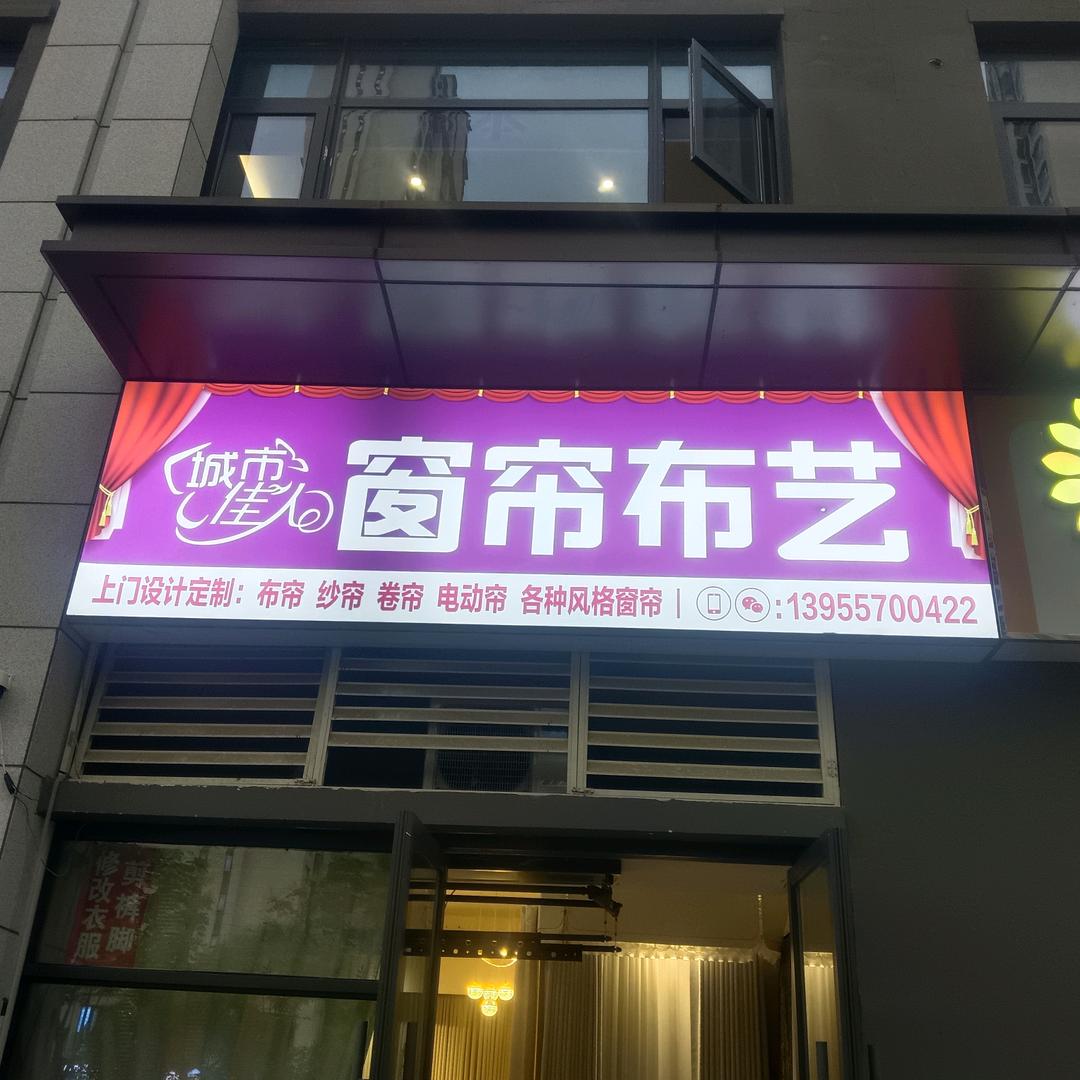 城市佳人 窗帘布艺
上门设计定制：布帘 纱帘 卷帘 电动帘 各种风格窗帘 | :13955700422
剪裤脚
修改衣服